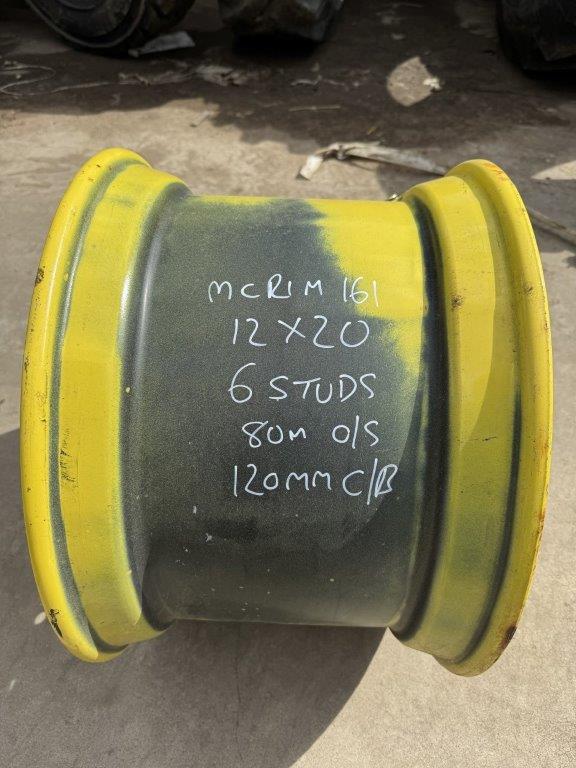 MCRIM 161
12X20
6 STUDS
80M O/S
120MM C/B